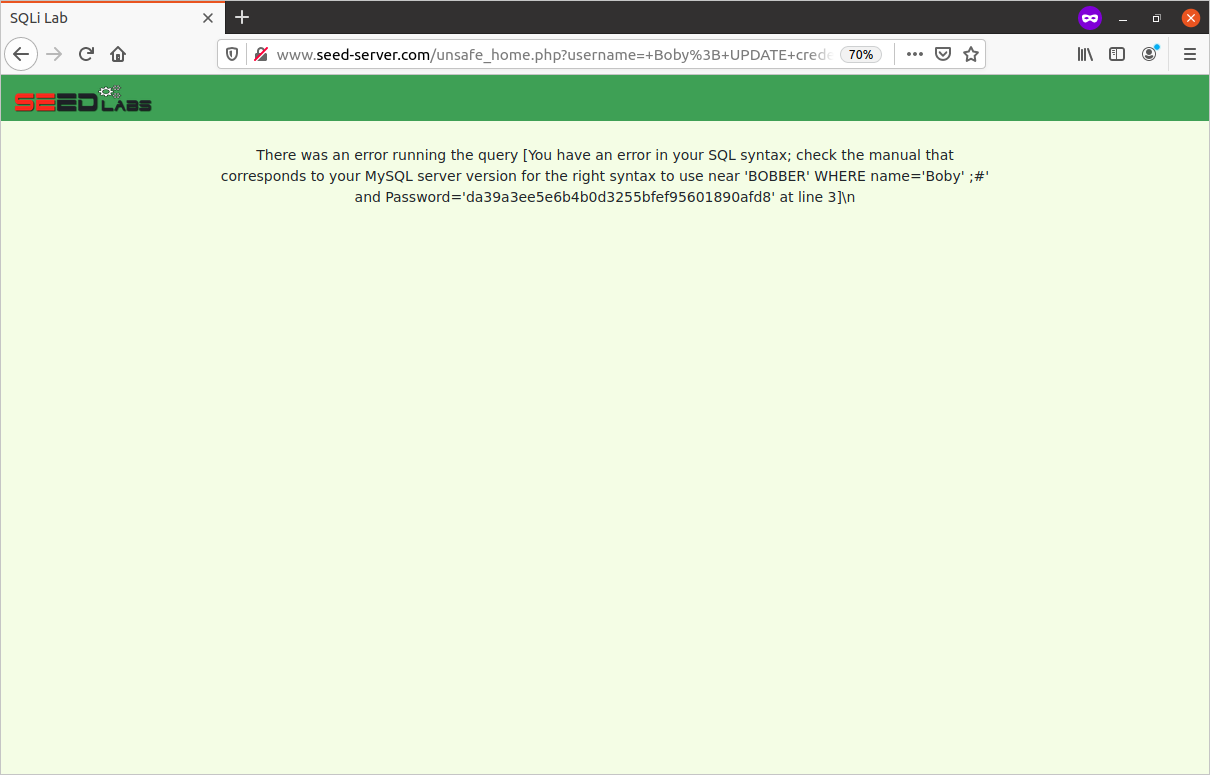 SQLi Lab
www.seed-server.com/unsafe_home.php?username=+Boby%3B+UPDATE+crede
70%
SEED LABS
There was an error running the query [You have an error in your SQL syntax; check the manual that
corresponds to your MySQL server version for the right syntax to use near 'BOBBER' WHERE name='Boby' ;#'
and Password='da39a3ee5e6b4b0d3255bfef95601890afd8' at line 3]\n